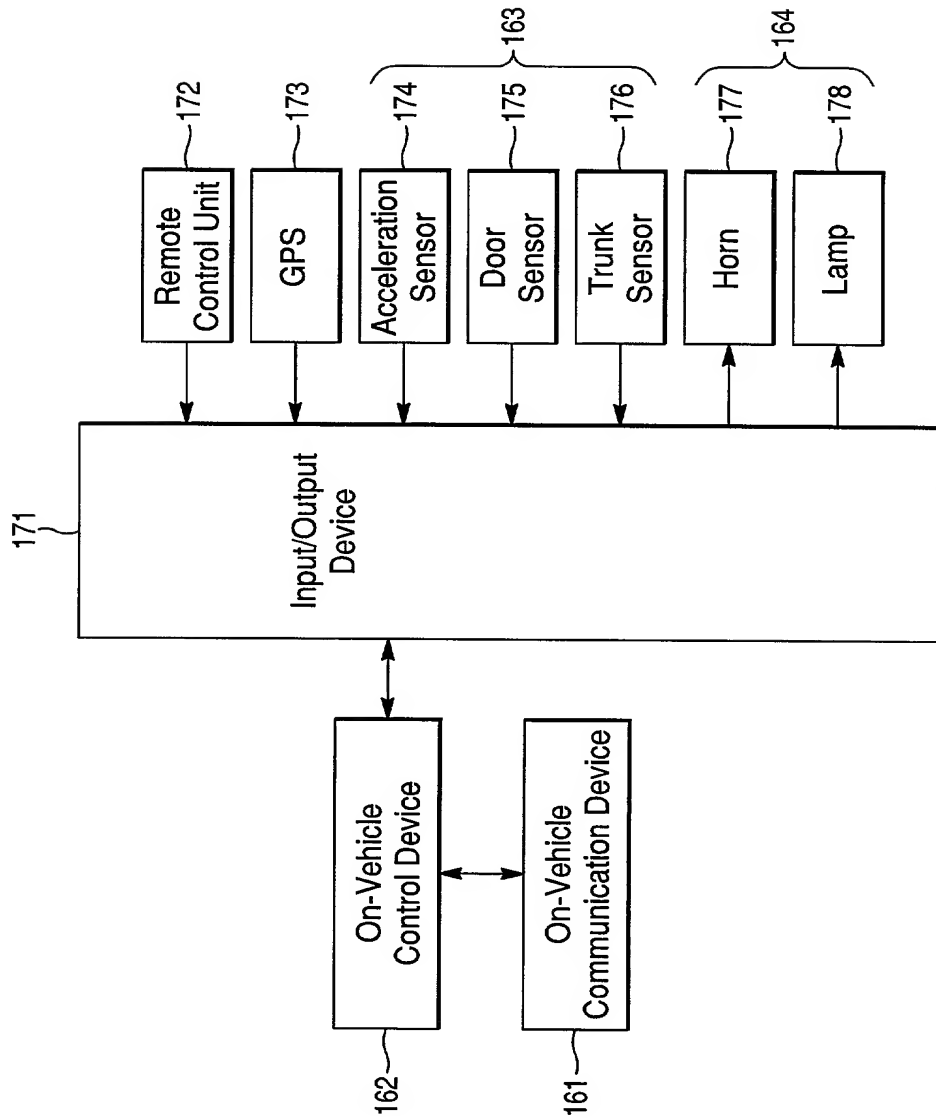 171
Input/Output
Device
Remote
Control Unit
172
GPS
173
Acceleration
Sensor
174
Door
Sensor
175
Trunk
Sensor
176
163
Horn
177
Lamp
178
164
On-Vehicle
Control Device
162
On-Vehicle
Communication Device
161